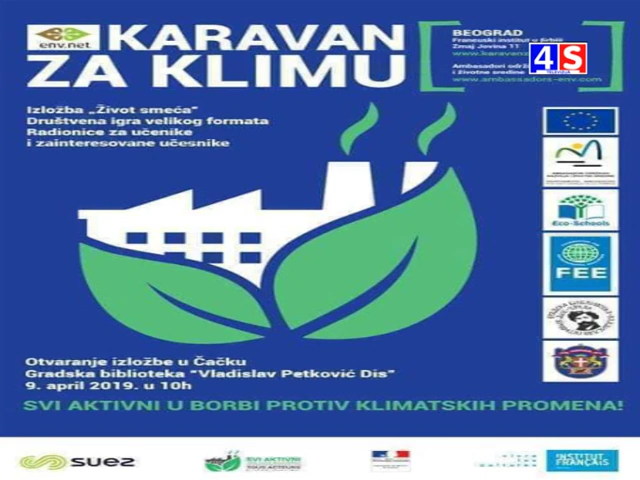 env.net
KARAVAN
ZA KLIMU
BEOGRAD
Francuski institut u Srbiji
Zmaj Jovina 11
4S
Ambasadori održ
i životne sredine
www.ambassadors-env.com
Izložba „Život smeća“
Društvena igra velikog formata
Radionice za učenike
i zainteresovane učesnike
Eco-Schools
FEE
Otvaranje izložbe u Čačku
Gradska biblioteka "Vladislav Petković Dis"
9. april 2019. u 10h
SVI AKTIVNI U BORBI PROTIV KLIMATSKIH PROMENA!
suez
SVI AKTIVNI
INSTITUT
FRANÇAIS